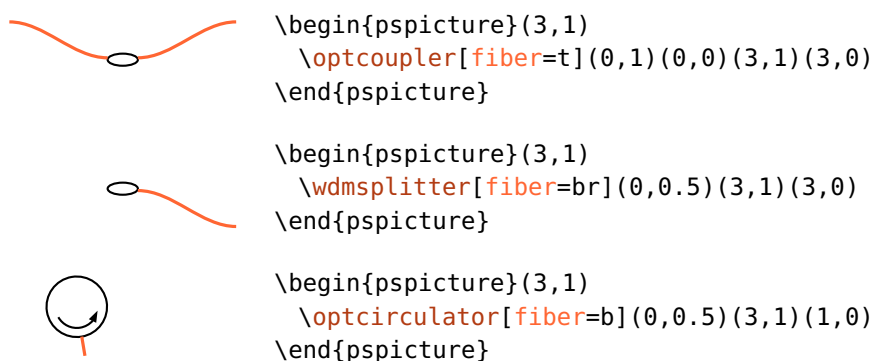 \begin{pspicture}(3,1)
  \optcoupler[fiber=t](0,1)(0,0)(3,1)(3,0)
\end{pspicture}
\begin{pspicture}(3,1)
  \wdmsplitter[fiber=br](0,0.5)(3,1)(3,0)
\end{pspicture}
\begin{pspicture}(3,1)
  \optcirculator[fiber=b](0,0.5)(3,1)(1,0)
\end{pspicture}